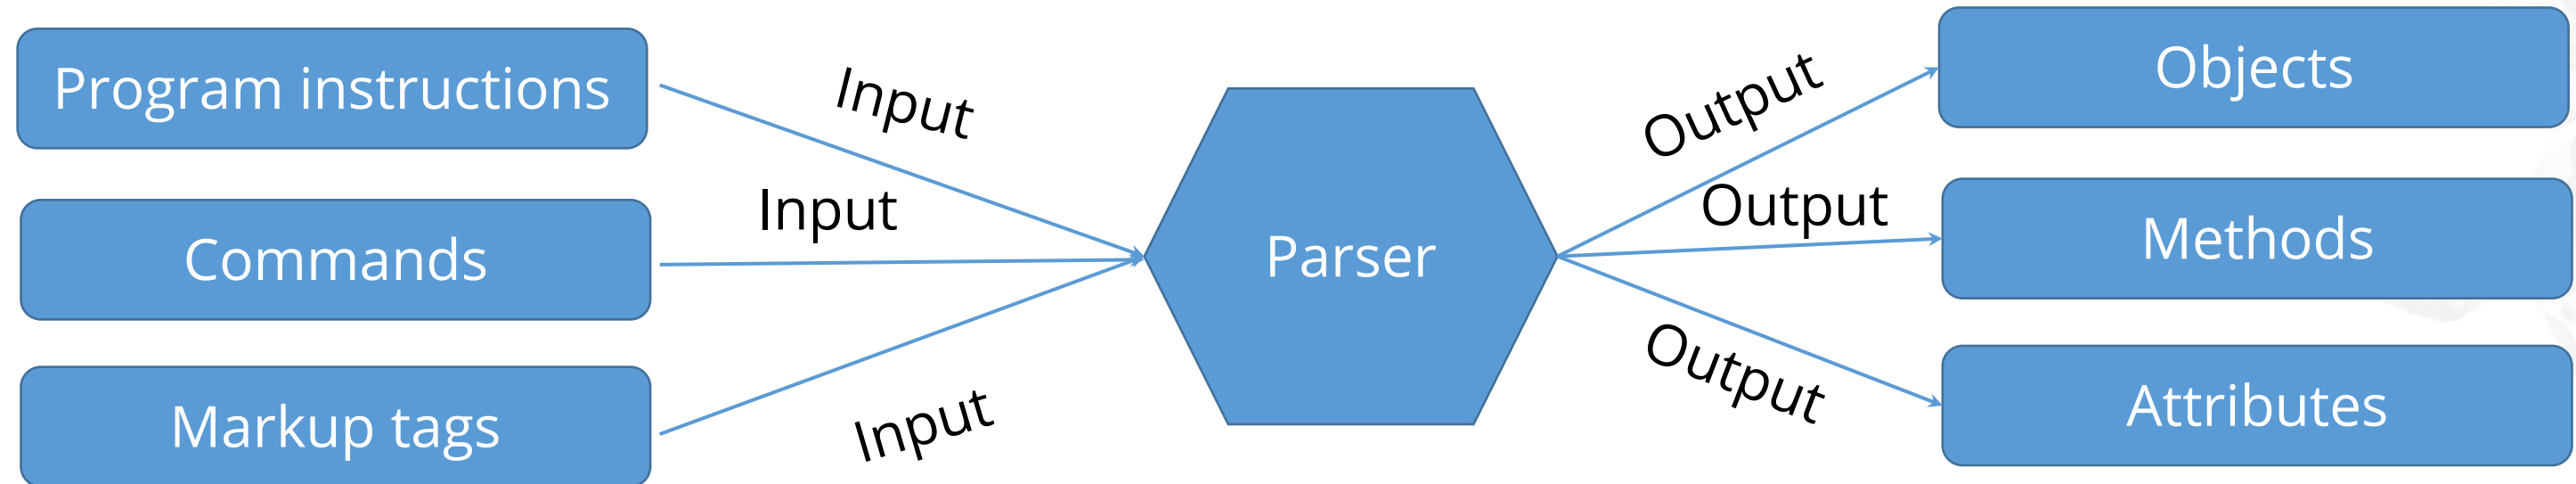 Program instructions
Commands
Markup tags
Input
Input
Input
Parser
Output
Output
Output
Objects
Methods
Attributes